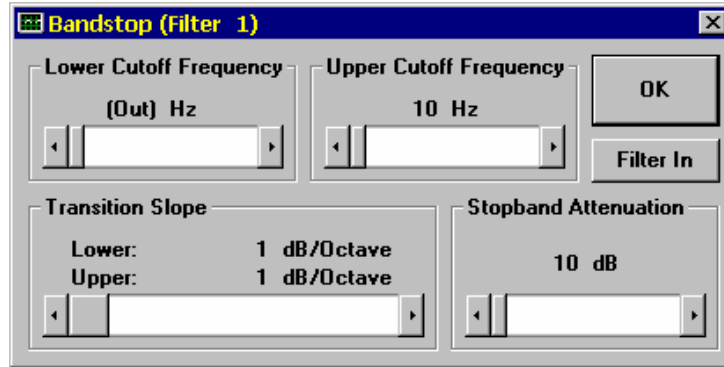 Bandstop (Filter 1)
Lower Cutoff Frequency
(Out) Hz
Upper Cutoff Frequency
10 Hz
OK
Filter In
Transition Slope
Lower: 1 dB/Octave
Upper: 1 dB/Octave
Stopband Attenuation
10 dB